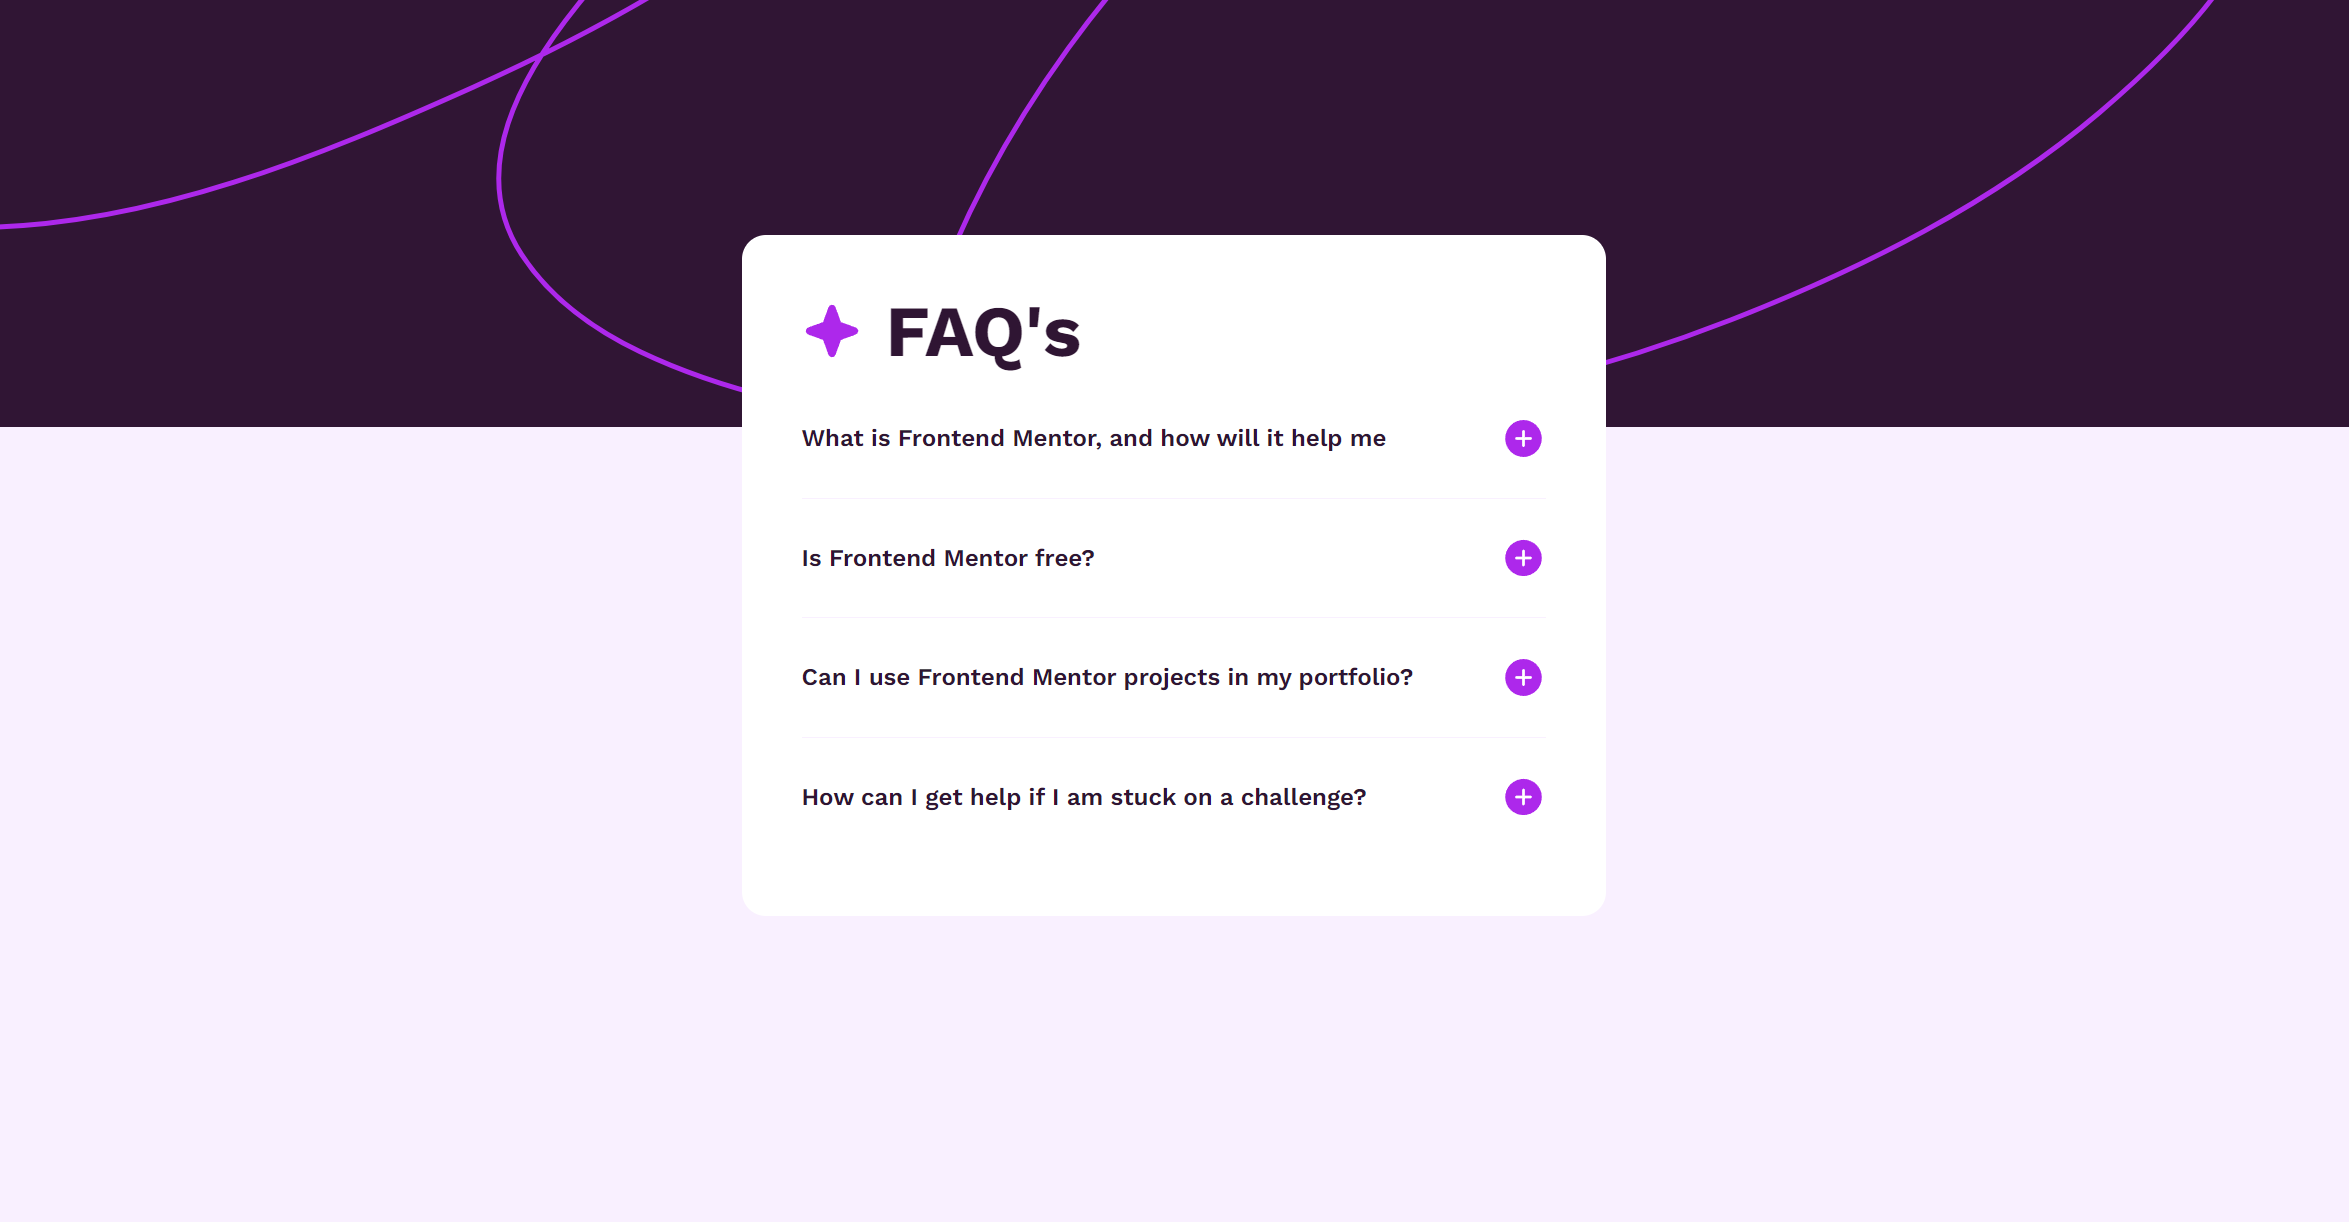 FAQ's
What is Frontend Mentor, and how will it help me
Is Frontend Mentor free?
Can I use Frontend Mentor projects in my portfolio?
How can I get help if I am stuck on a challenge?